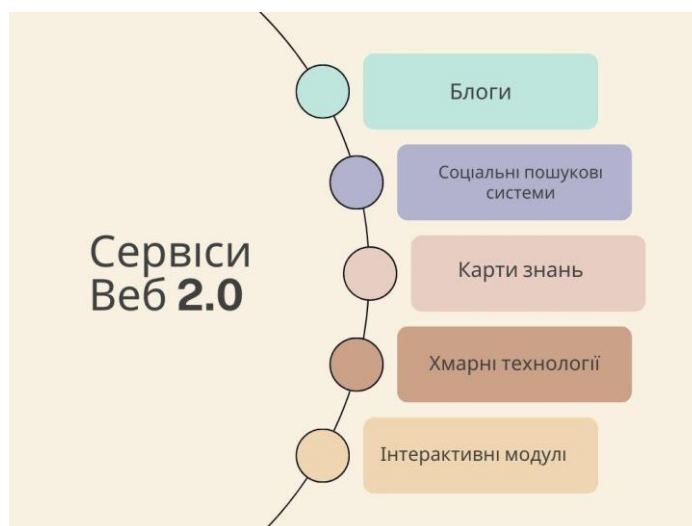 Сервіси
Веб 2.0
Блоги
Соціальні пошукові
системи
Карти знань
Хмарні технології
Інтерактивні модулі